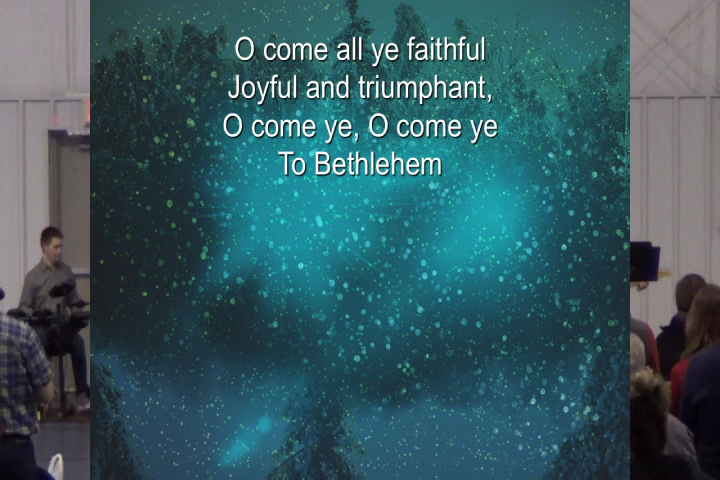 O come all ye faithful
Joyful and triumphant,
O come ye, O come ye
To Bethlehem